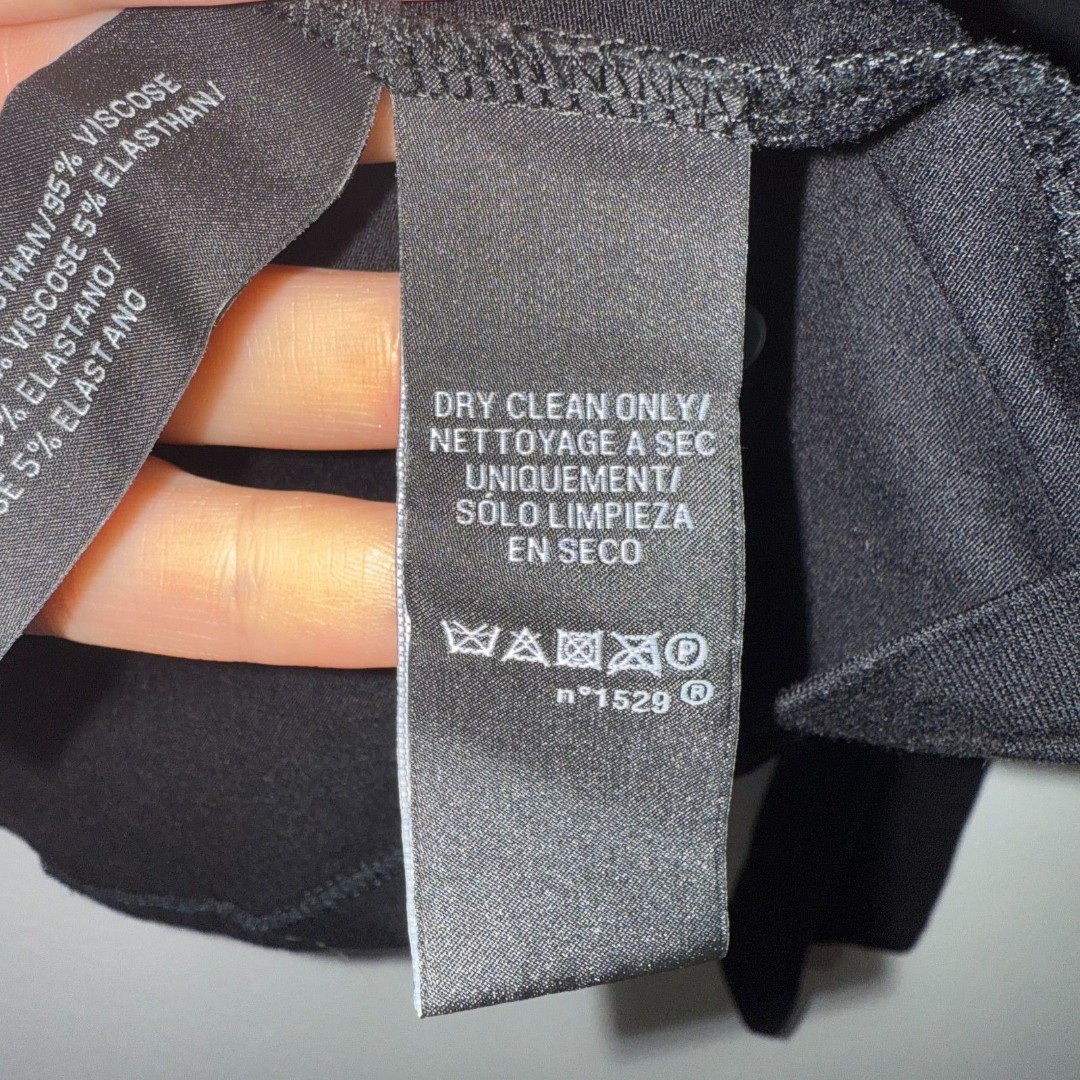 STHAN/95% VISCOSE
% VISCOSE 5% ELASTHAN/
% ELASTANO/
SE 5% ELASTANO
DRY CLEAN ONLY/
NETTOYAGE A SEC
UNIQUEMENT/
SÓLO LIMPIEZA
EN SECO
P
n°1529 ®